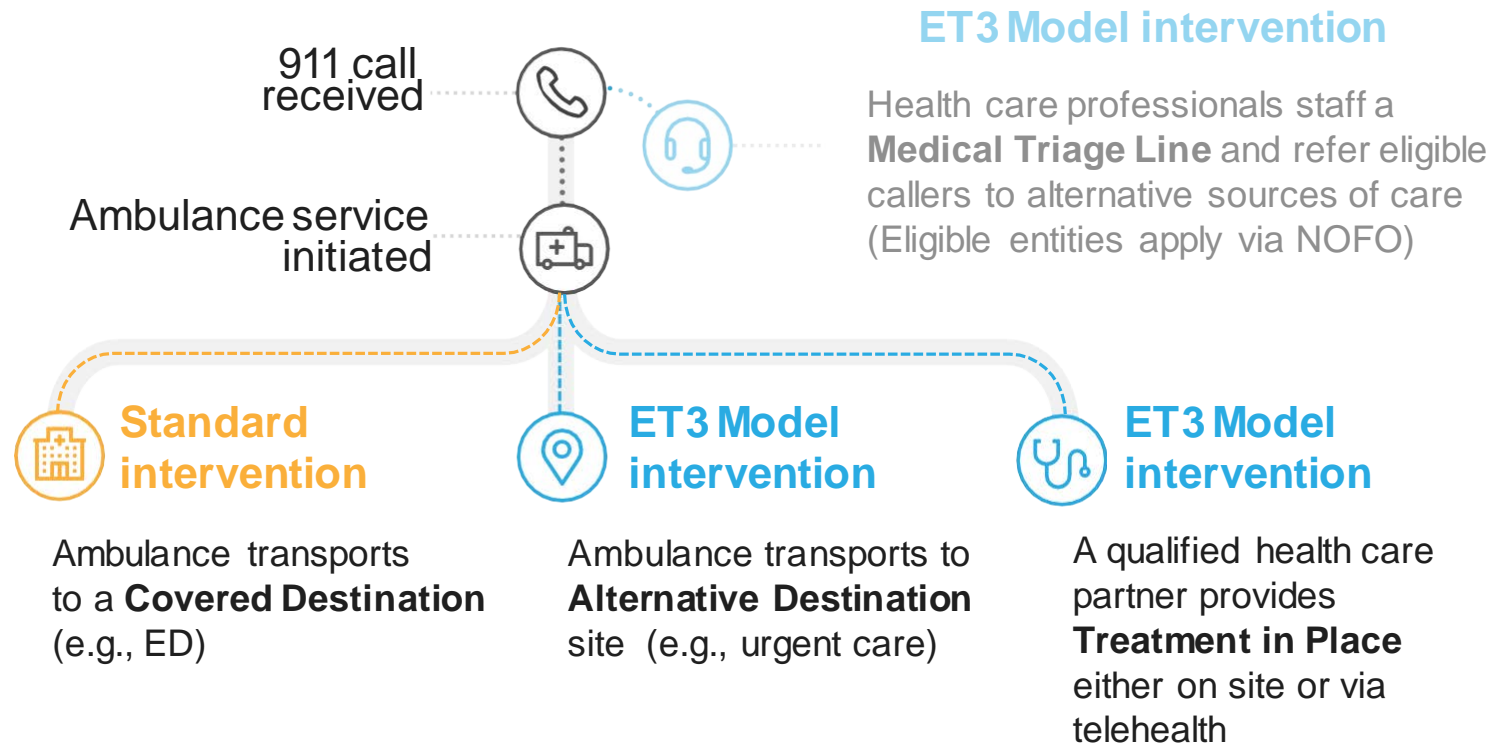 ET3 Model intervention
911 call
received
Health care professionals staff a
Medical Triage Line and refer eligible
callers to alternative sources of care
(Eligible entities apply via NOFO)
Ambulance service
initiated
Standard
intervention
Ambulance transports
to a Covered Destination
(e.g., ED)
ET3 Model
intervention
Ambulance transports to
Alternative Destination
site (e.g., urgent care)
ET3 Model
intervention
A qualified health care
partner provides
Treatment in Place
either on site or via
telehealth